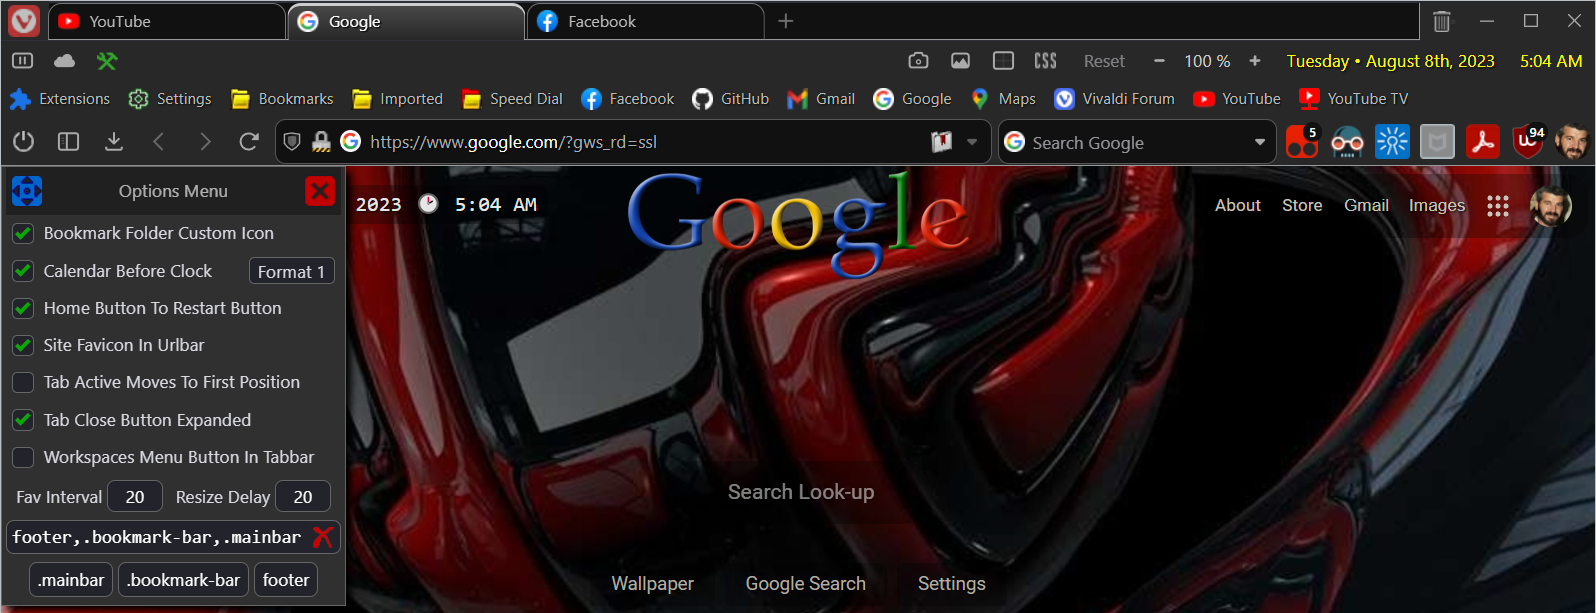 YouTube Google Facebook
CSS Reset 100 % Tuesday • August 8th, 2023 5:04 AM
Extensions Settings Bookmarks Imported Speed Dial Facebook GitHub Gmail Google Maps Vivaldi Forum YouTube YouTube TV
https://www.google.com/?gws_rd=ssl Search Google 5 94
Options Menu
2023 5:04 AM Google About Store Gmail Images
Bookmark Folder Custom Icon
Calendar Before Clock Format 1
Home Button To Restart Button
Site Favicon In Urlbar
Tab Active Moves To First Position
Tab Close Button Expanded
Workspaces Menu Button In Tabbar
Fav Interval 20 Resize Delay 20
Search Look-up
footer,.bookmark-bar,.mainbar
.mainbar .bookmark-bar footer
Wallpaper Google Search Settings